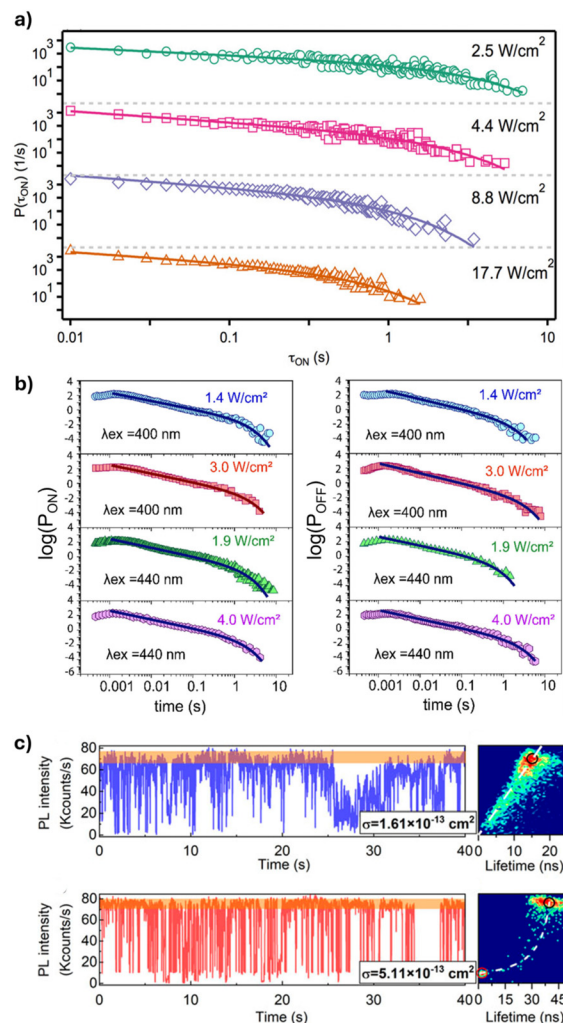 a)
10³
10¹
2.5 W/cm²
10³
10¹
4.4 W/cm²
P(τON) (1/s)
10³
10¹
8.8 W/cm²
10³
10¹
17.7 W/cm²
0.01 0.1 1 10
τON (s)
b)
4
2
0
-2
-4
1.4 W/cm²
λex =400 nm
1.4 W/cm²
λex =400 nm
3.0 W/cm²
λex =400 nm
3.0 W/cm²
λex =400 nm
log(PON)
log(POFF)
1.9 W/cm²
λex =440 nm
1.9 W/cm²
λex =440 nm
4.0 W/cm²
λex =440 nm
4.0 W/cm²
λex =440 nm
0.001 0.01 0.1 1 10
0.001 0.01 0.1 1 10
time (s)
time (s)
c)
PL intensity
(Kcounts/s)
80
60
40
20
0
σ=1.61×10⁻¹³ cm²
0 10 20 30 40
Time (s)
0 10 20 30
Lifetime (ns)
PL intensity
(Kcounts/s)
80
60
40
20
0
σ=5.11×10⁻¹³ cm²
0 10 20 30 40
Time (s)
0 15 30 45
Lifetime (ns)